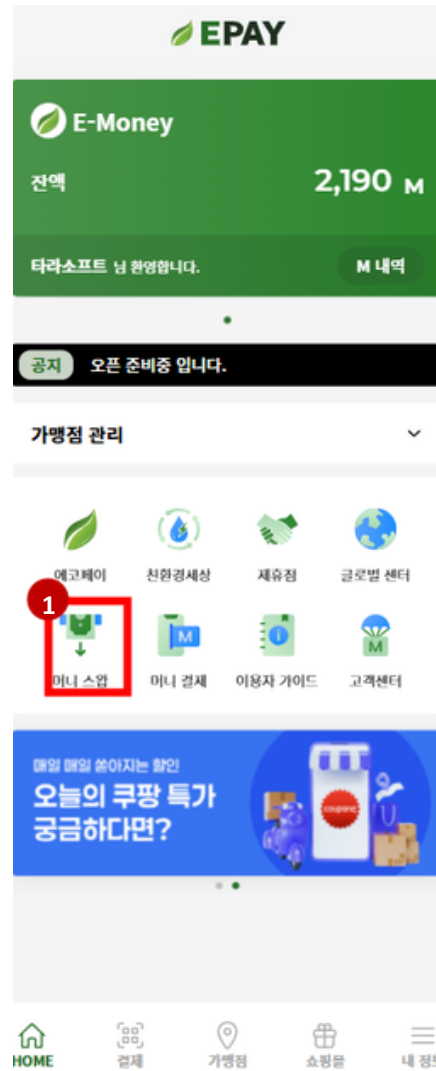 EPAY
E-Money
잔액 2,190 M
타라소프트 님 환영합니다. M 내역
공지 오픈 준비중 입니다.
가맹점 관리
에코페이 친환경세상 제휴점 글로벌 센터
1
M
M
머니 스왑 머니 결제 이용자 가이드 고객센터
매일 매일 쏟아지는 할인
오늘의 쿠팡 특가
궁금하다면?
coupang
HOME 결제 가맹점 쇼핑몰 내 정보